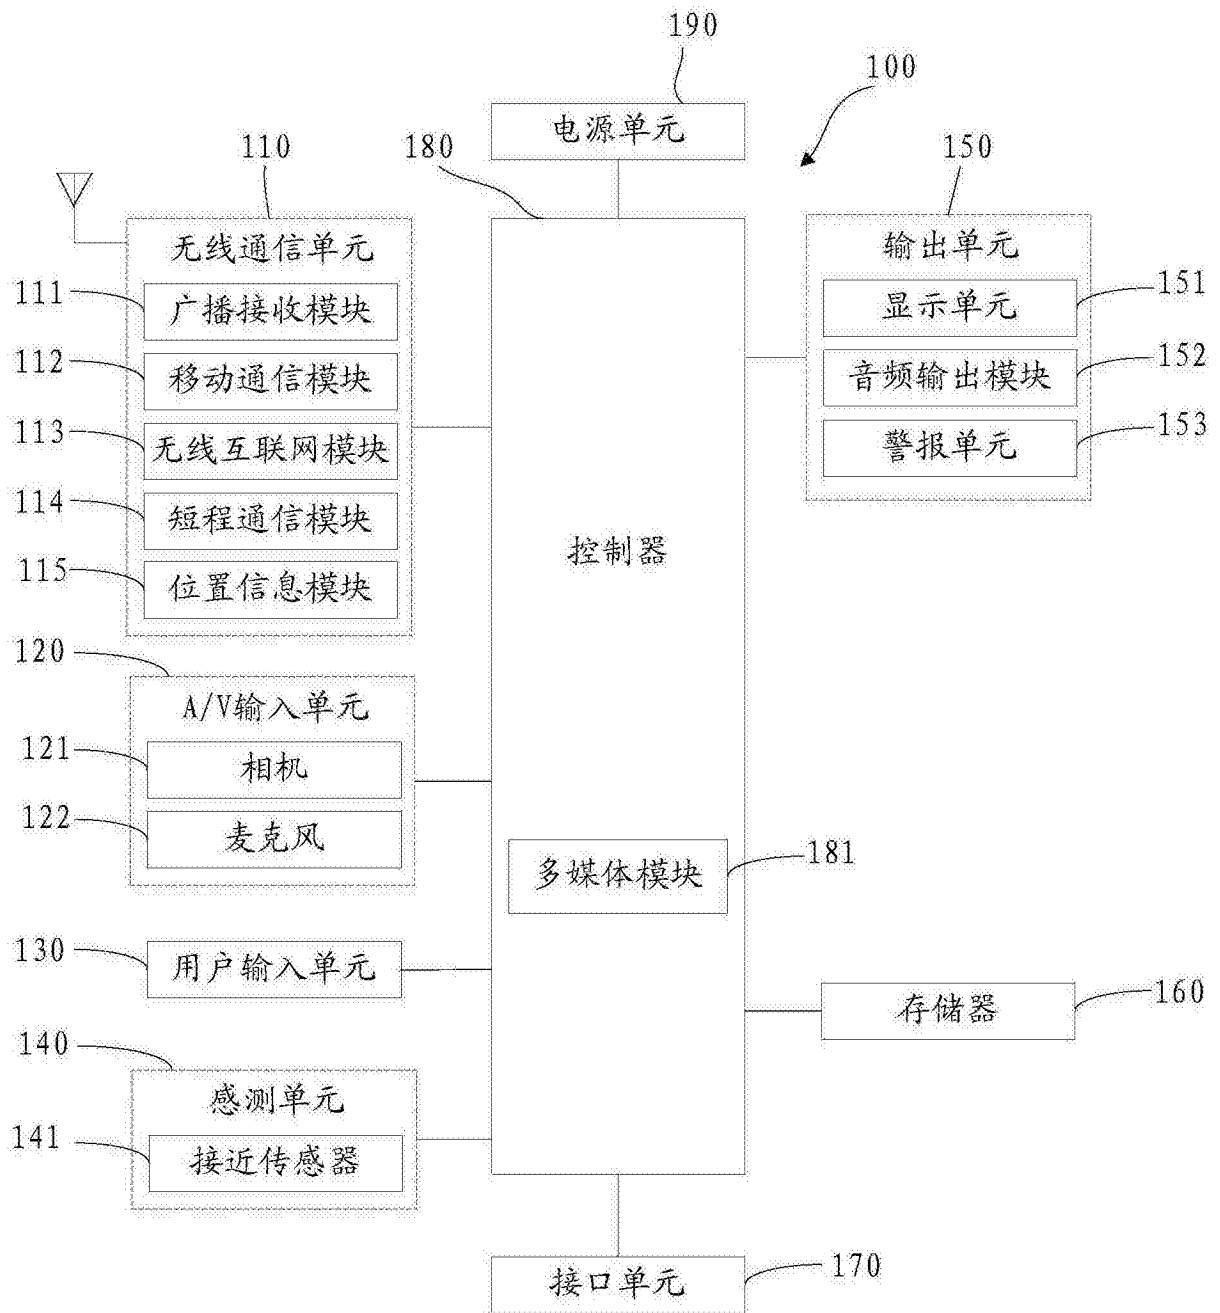 190
100
电源单元
110
180
150
无线通信单元
111
广播接收模块
112
移动通信模块
113
无线互联网模块
114
短程通信模块
115
位置信息模块
输出单元
显示单元
151
音频输出模块
152
警报单元
153
控制器
120
A/V输入单元
121
相机
122
麦克风
多媒体模块
181
130
用户输入单元
存储器
160
140
感测单元
141
接近传感器
接口单元
170